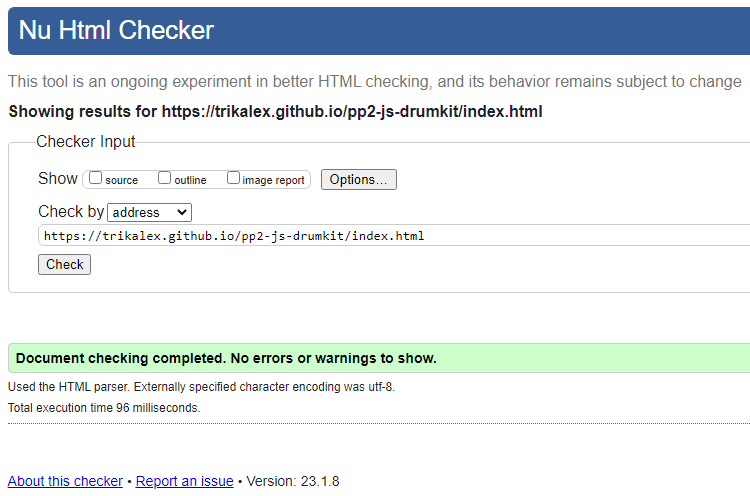 Nu Html Checker
This tool is an ongoing experiment in better HTML checking, and its behavior remains subject to change
Showing results for https://trikalex.github.io/pp2-js-drumkit/index.html
Checker Input
Show source outline image report Options...
Check by address
https://trikalex.github.io/pp2-js-drumkit/index.html
Check
Document checking completed. No errors or warnings to show.
Used the HTML parser. Externally specified character encoding was utf-8.
Total execution time 96 milliseconds.
About this checker • Report an issue • Version: 23.1.8